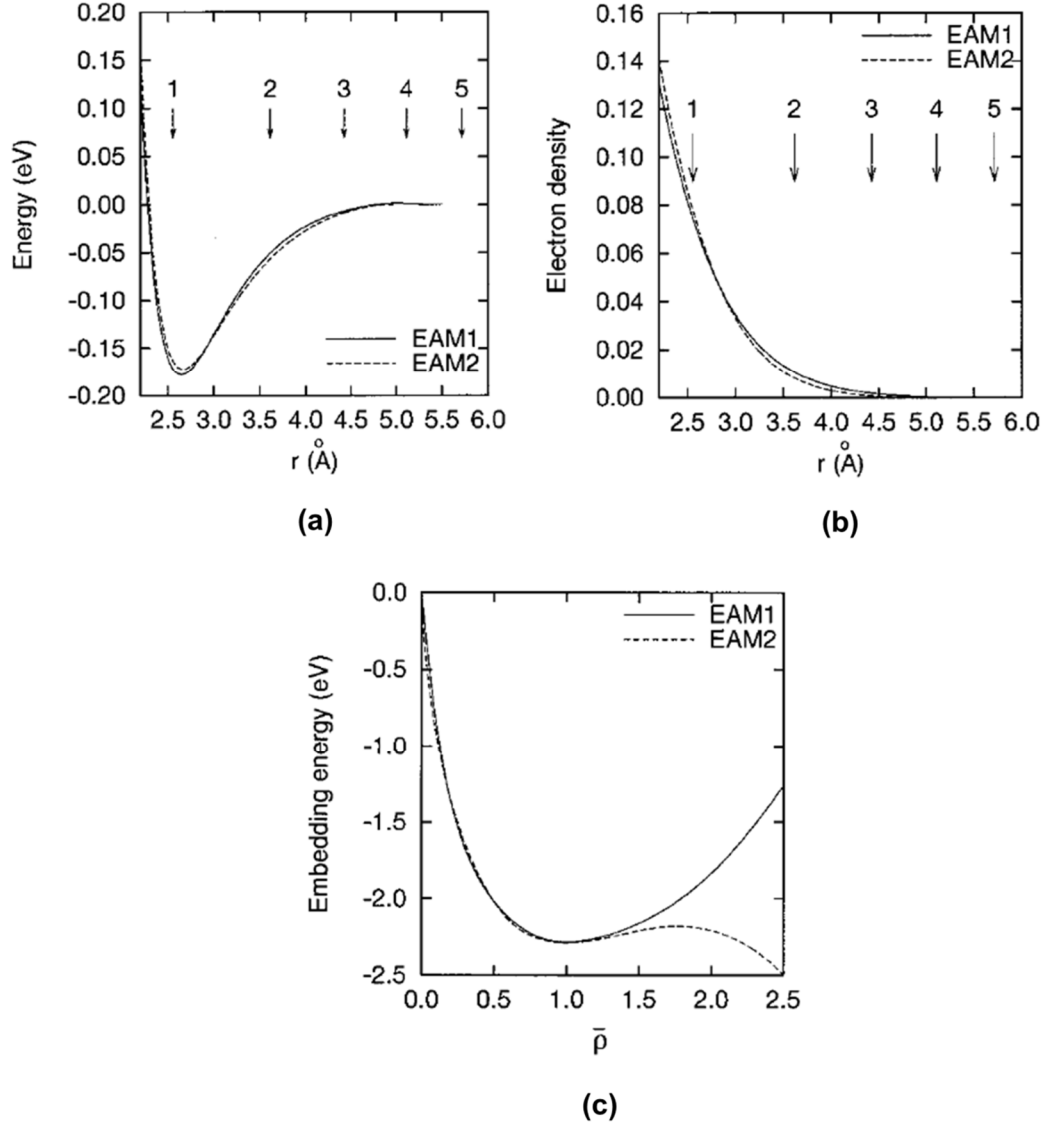 0.20
0.15
0.10
0.05
0.00
-0.05
-0.10
-0.15
-0.20
Energy (eV)
1 2 3 4 5
EAM1
EAM2
2.5 3.0 3.5 4.0 4.5 5.0 5.5 6.0
r (Å)
(a)
0.16
0.14
0.12
0.10
0.08
0.06
0.04
0.02
0.00
Electron density
EAM1
EAM2
1 2 3 4 5
2.5 3.0 3.5 4.0 4.5 5.0 5.5 6.0
r (Å)
(b)
0.0
-0.5
-1.0
-1.5
-2.0
-2.5
Embedding energy (eV)
EAM1
EAM2
0.0 0.5 1.0 1.5 2.0 2.5
ρ̄
(c)